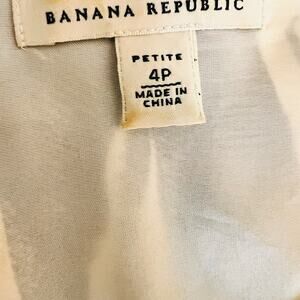 BANANA REPUBLIC
PETITE
4P
MADE IN
CHINA